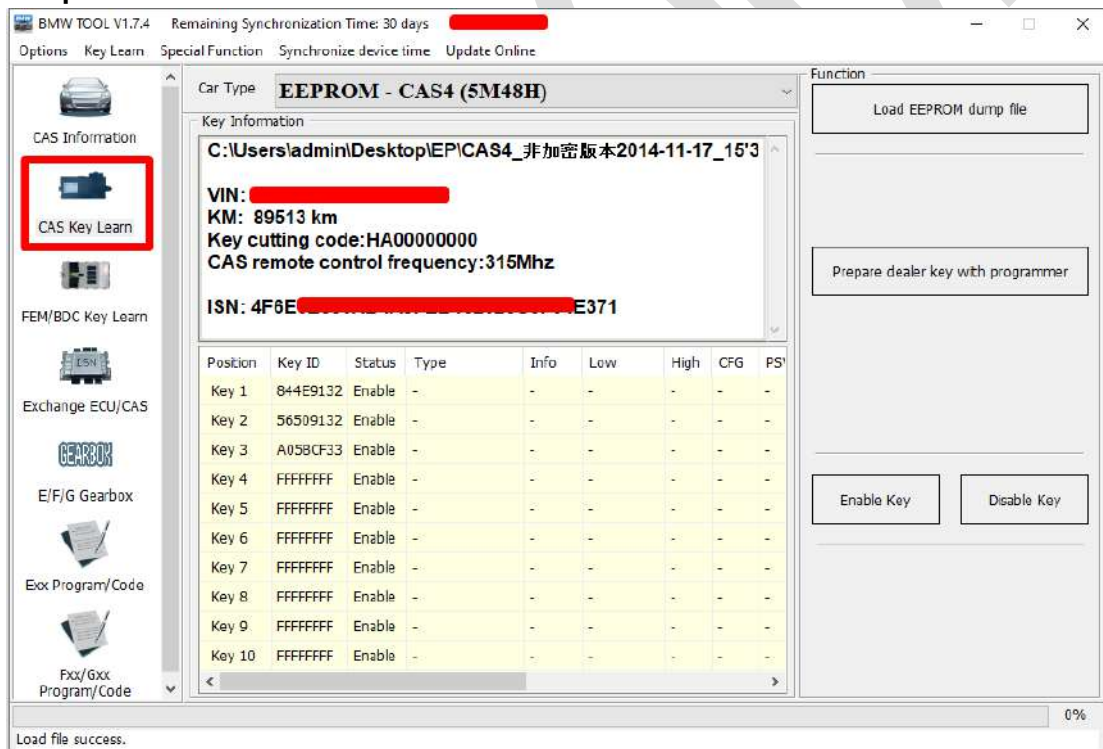 BMW TOOL V1.7.4 Remaining Synchronization Time: 30 days
Options Key Learn Special Function Synchronize device time Update Online
CAS Information
CAS Key Learn
FEM/BDC Key Learn
ISN
Exchange ECU/CAS
GEARBOX
E/F/G Gearbox
Exx Program/Code
Fxx/Gxx
Program/Code
Car Type EEPROM - CAS4 (5M48H)
Key Information
C:\Users\admin\Desktop\EP\CAS4_非加密版本2014-11-17_15'3
VIN:
KM: 89513 km
Key cutting code:HA00000000
CAS remote control frequency:315Mhz
ISN: 4F6E E371
Position Key ID Status Type Info Low High CFG PS
Key 1 844E9132 Enable - - - - - -
Key 2 56509132 Enable - - - - - -
Key 3 A05BCF33 Enable - - - - - -
Key 4 FFFFFFFF Enable - - - - - -
Key 5 FFFFFFFF Enable - - - - - -
Key 6 FFFFFFFF Enable - - - - - -
Key 7 FFFFFFFF Enable - - - - - -
Key 8 FFFFFFFF Enable - - - - - -
Key 9 FFFFFFFF Enable - - - - - -
Key 10 FFFFFFFF Enable - - - - - -
Function
Load EEPROM dump file
Prepare dealer key with programmer
Enable Key Disable Key
0%
Load file success.